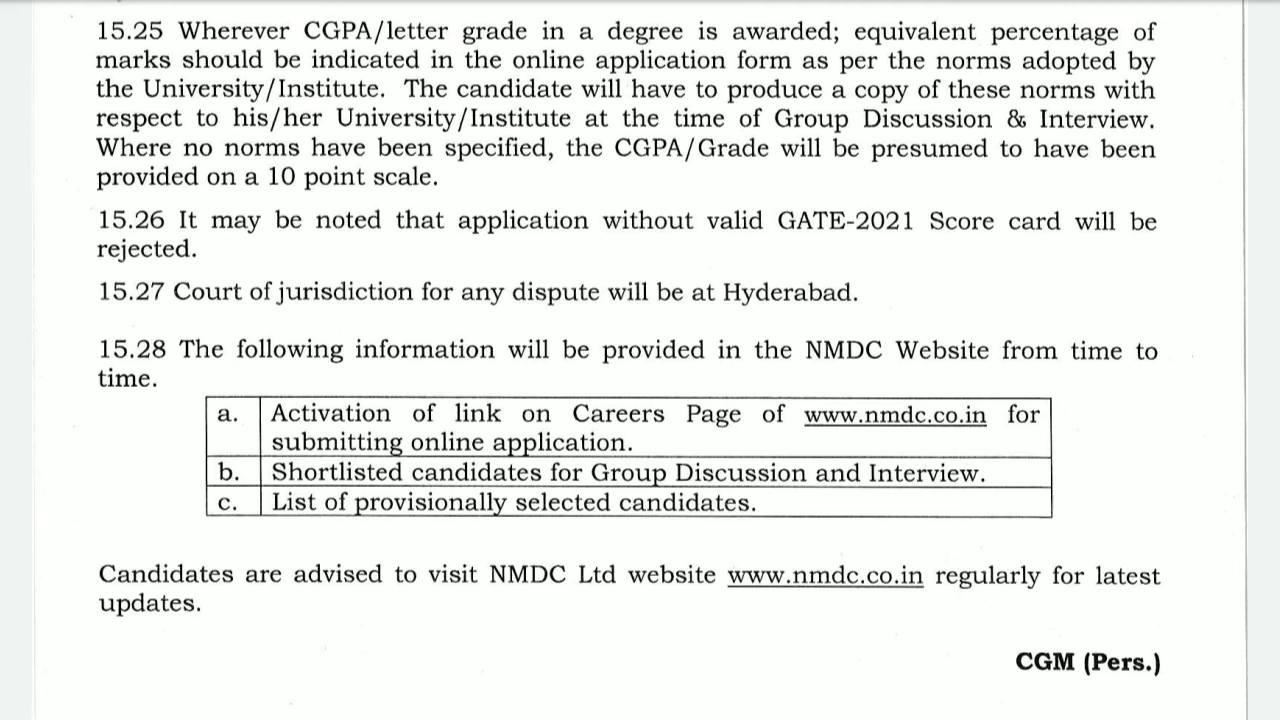 15.25 Wherever CGPA/letter grade in a degree is awarded; equivalent percentage of
marks should be indicated in the online application form as per the norms adopted by
the University/Institute. The candidate will have to produce a copy of these norms with
respect to his/her University/Institute at the time of Group Discussion & Interview.
Where no norms have been specified, the CGPA/Grade will be presumed to have been
provided on a 10 point scale.
15.26 It may be noted that application without valid GATE-2021 Score card will be
rejected.
15.27 Court of jurisdiction for any dispute will be at Hyderabad.
15.28 The following information will be provided in the NMDC Website from time to
time.
a. Activation of link on Careers Page of www.nmdc.co.in for
submitting online application.
b. Shortlisted candidates for Group Discussion and Interview.
c. List of provisionally selected candidates.
Candidates are advised to visit NMDC Ltd website www.nmdc.co.in regularly for latest
updates.
CGM (Pers.)